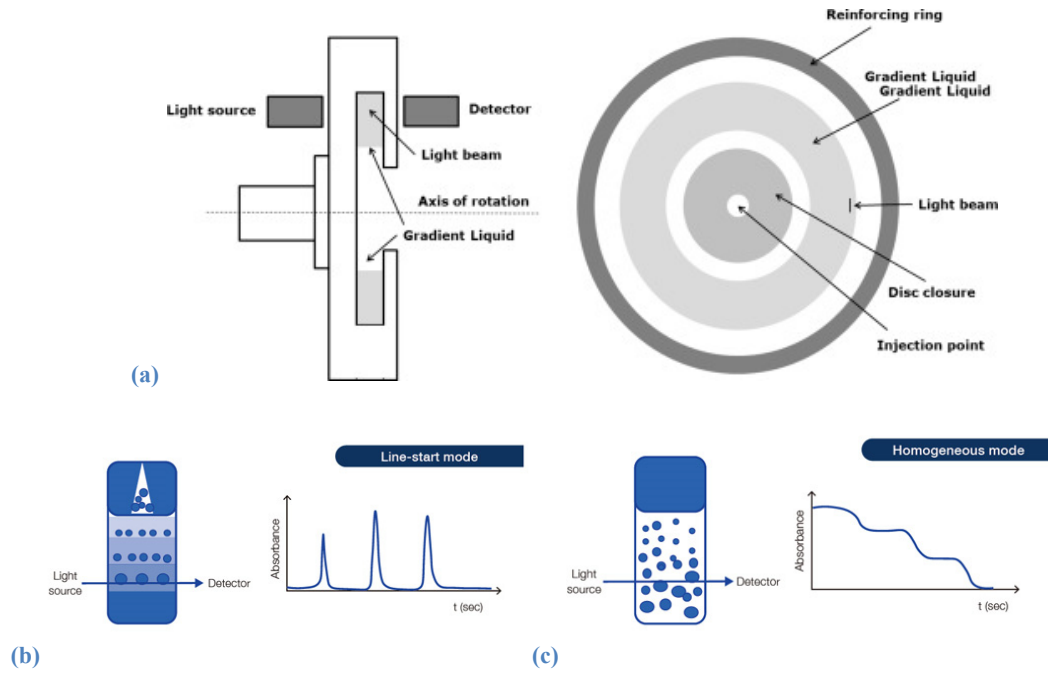 Reinforcing ring
Gradient Liquid
Gradient Liquid
Light source
Detector
Light beam
Axis of rotation
Light beam
Gradient Liquid
Disc closure
Injection point
(a)
Line-start mode
Absorbance
Light
source
Detector
t (sec)
(b)
Homogeneous mode
Absorbance
Light
source
Detector
t (sec)
(c)